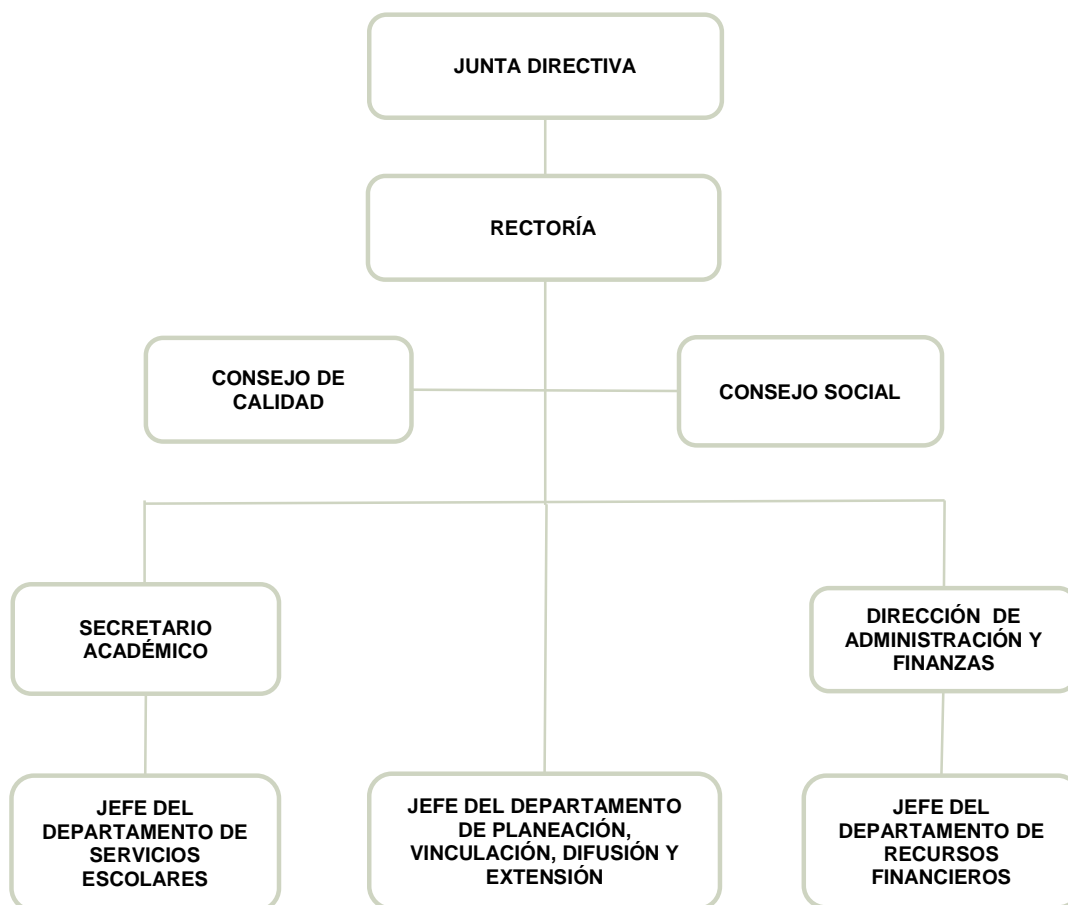 JUNTA DIRECTIVA
RECTORÍA
CONSEJO DE
CALIDAD
CONSEJO SOCIAL
SECRETARIO
ACADÉMICO
DIRECCIÓN  DE
ADMINISTRACIÓN Y
FINANZAS
JEFE DEL
DEPARTAMENTO DE
SERVICIOS
ESCOLARES
JEFE DEL DEPARTAMENTO
DE PLANEACIÓN,
VINCULACIÓN, DIFUSIÓN Y
EXTENSIÓN
JEFE DEL
DEPARTAMENTO DE
RECURSOS
FINANCIEROS